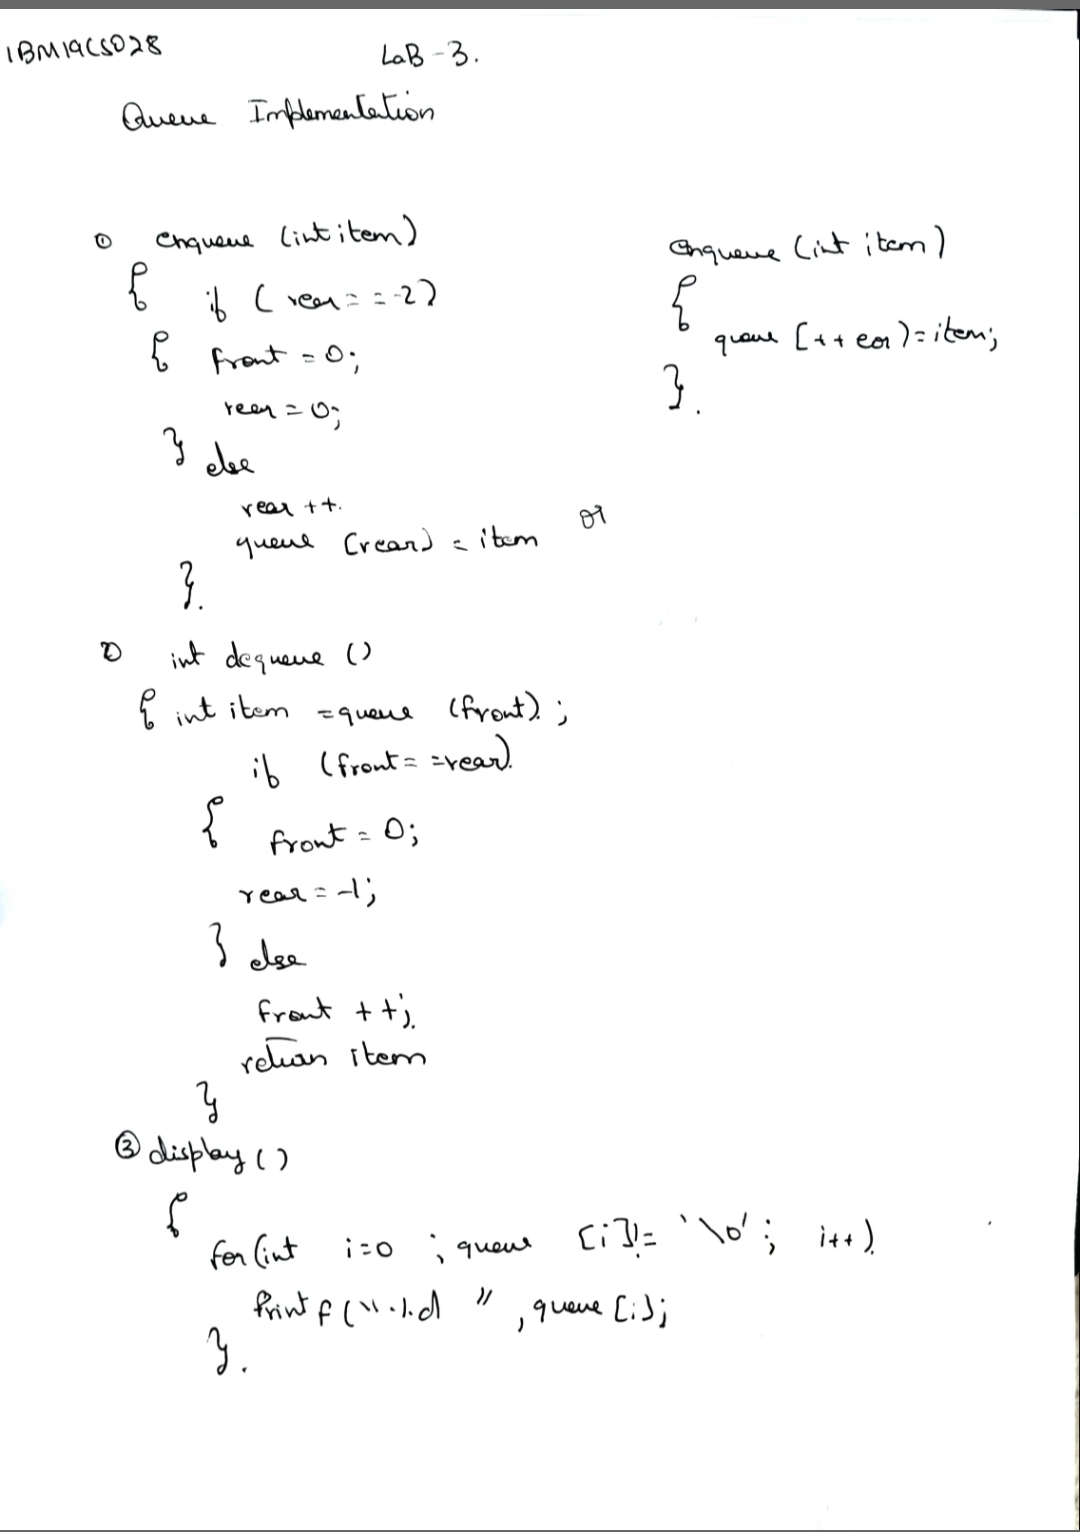 1BM19CS028
LaB - 3.
Queue Implementation
① enqueue (int item)
{ if ( rear = = -2)
{ front = 0;
rear = 0;
} else
rear ++.
queue [rear] = item or
}.
enqueue (int item)
{
queue [++ ear] = item;
}.
2) int dequeue ()
{ int item = queue (front). ;
if (front = =rear).
{ front = 0;
rear = -1;
} else
front ++;.
return item
}
③ display ()
{
for (int i=0 ; queue [i]!= '\0' ; i++).
Printf ("%d " , queue [i];
}.